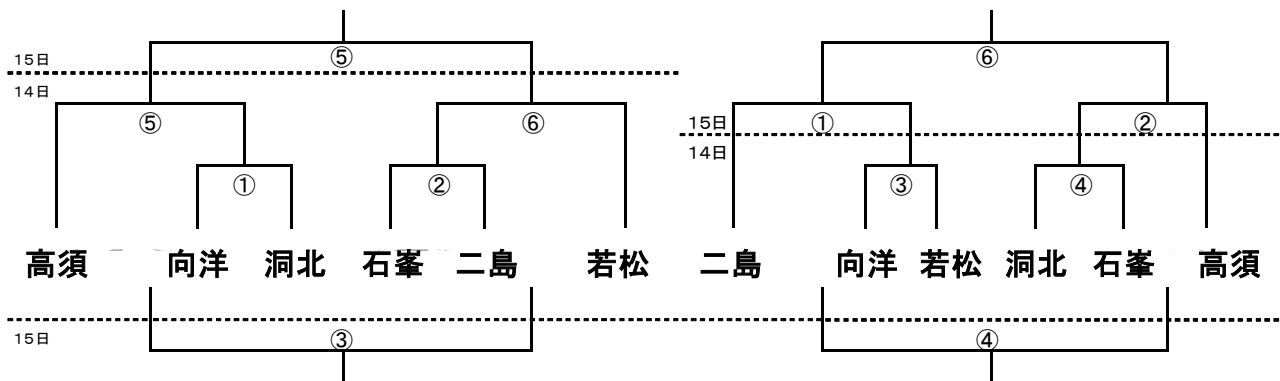 ⑤ ⑥
15日
14日
⑤ ⑥ ① ②
15日
14日
① ② ③ ④
高須 向洋 洞北 石峯 二島 若松 二島 向洋 若松 洞北 石峯 高須
15日 ③ ④